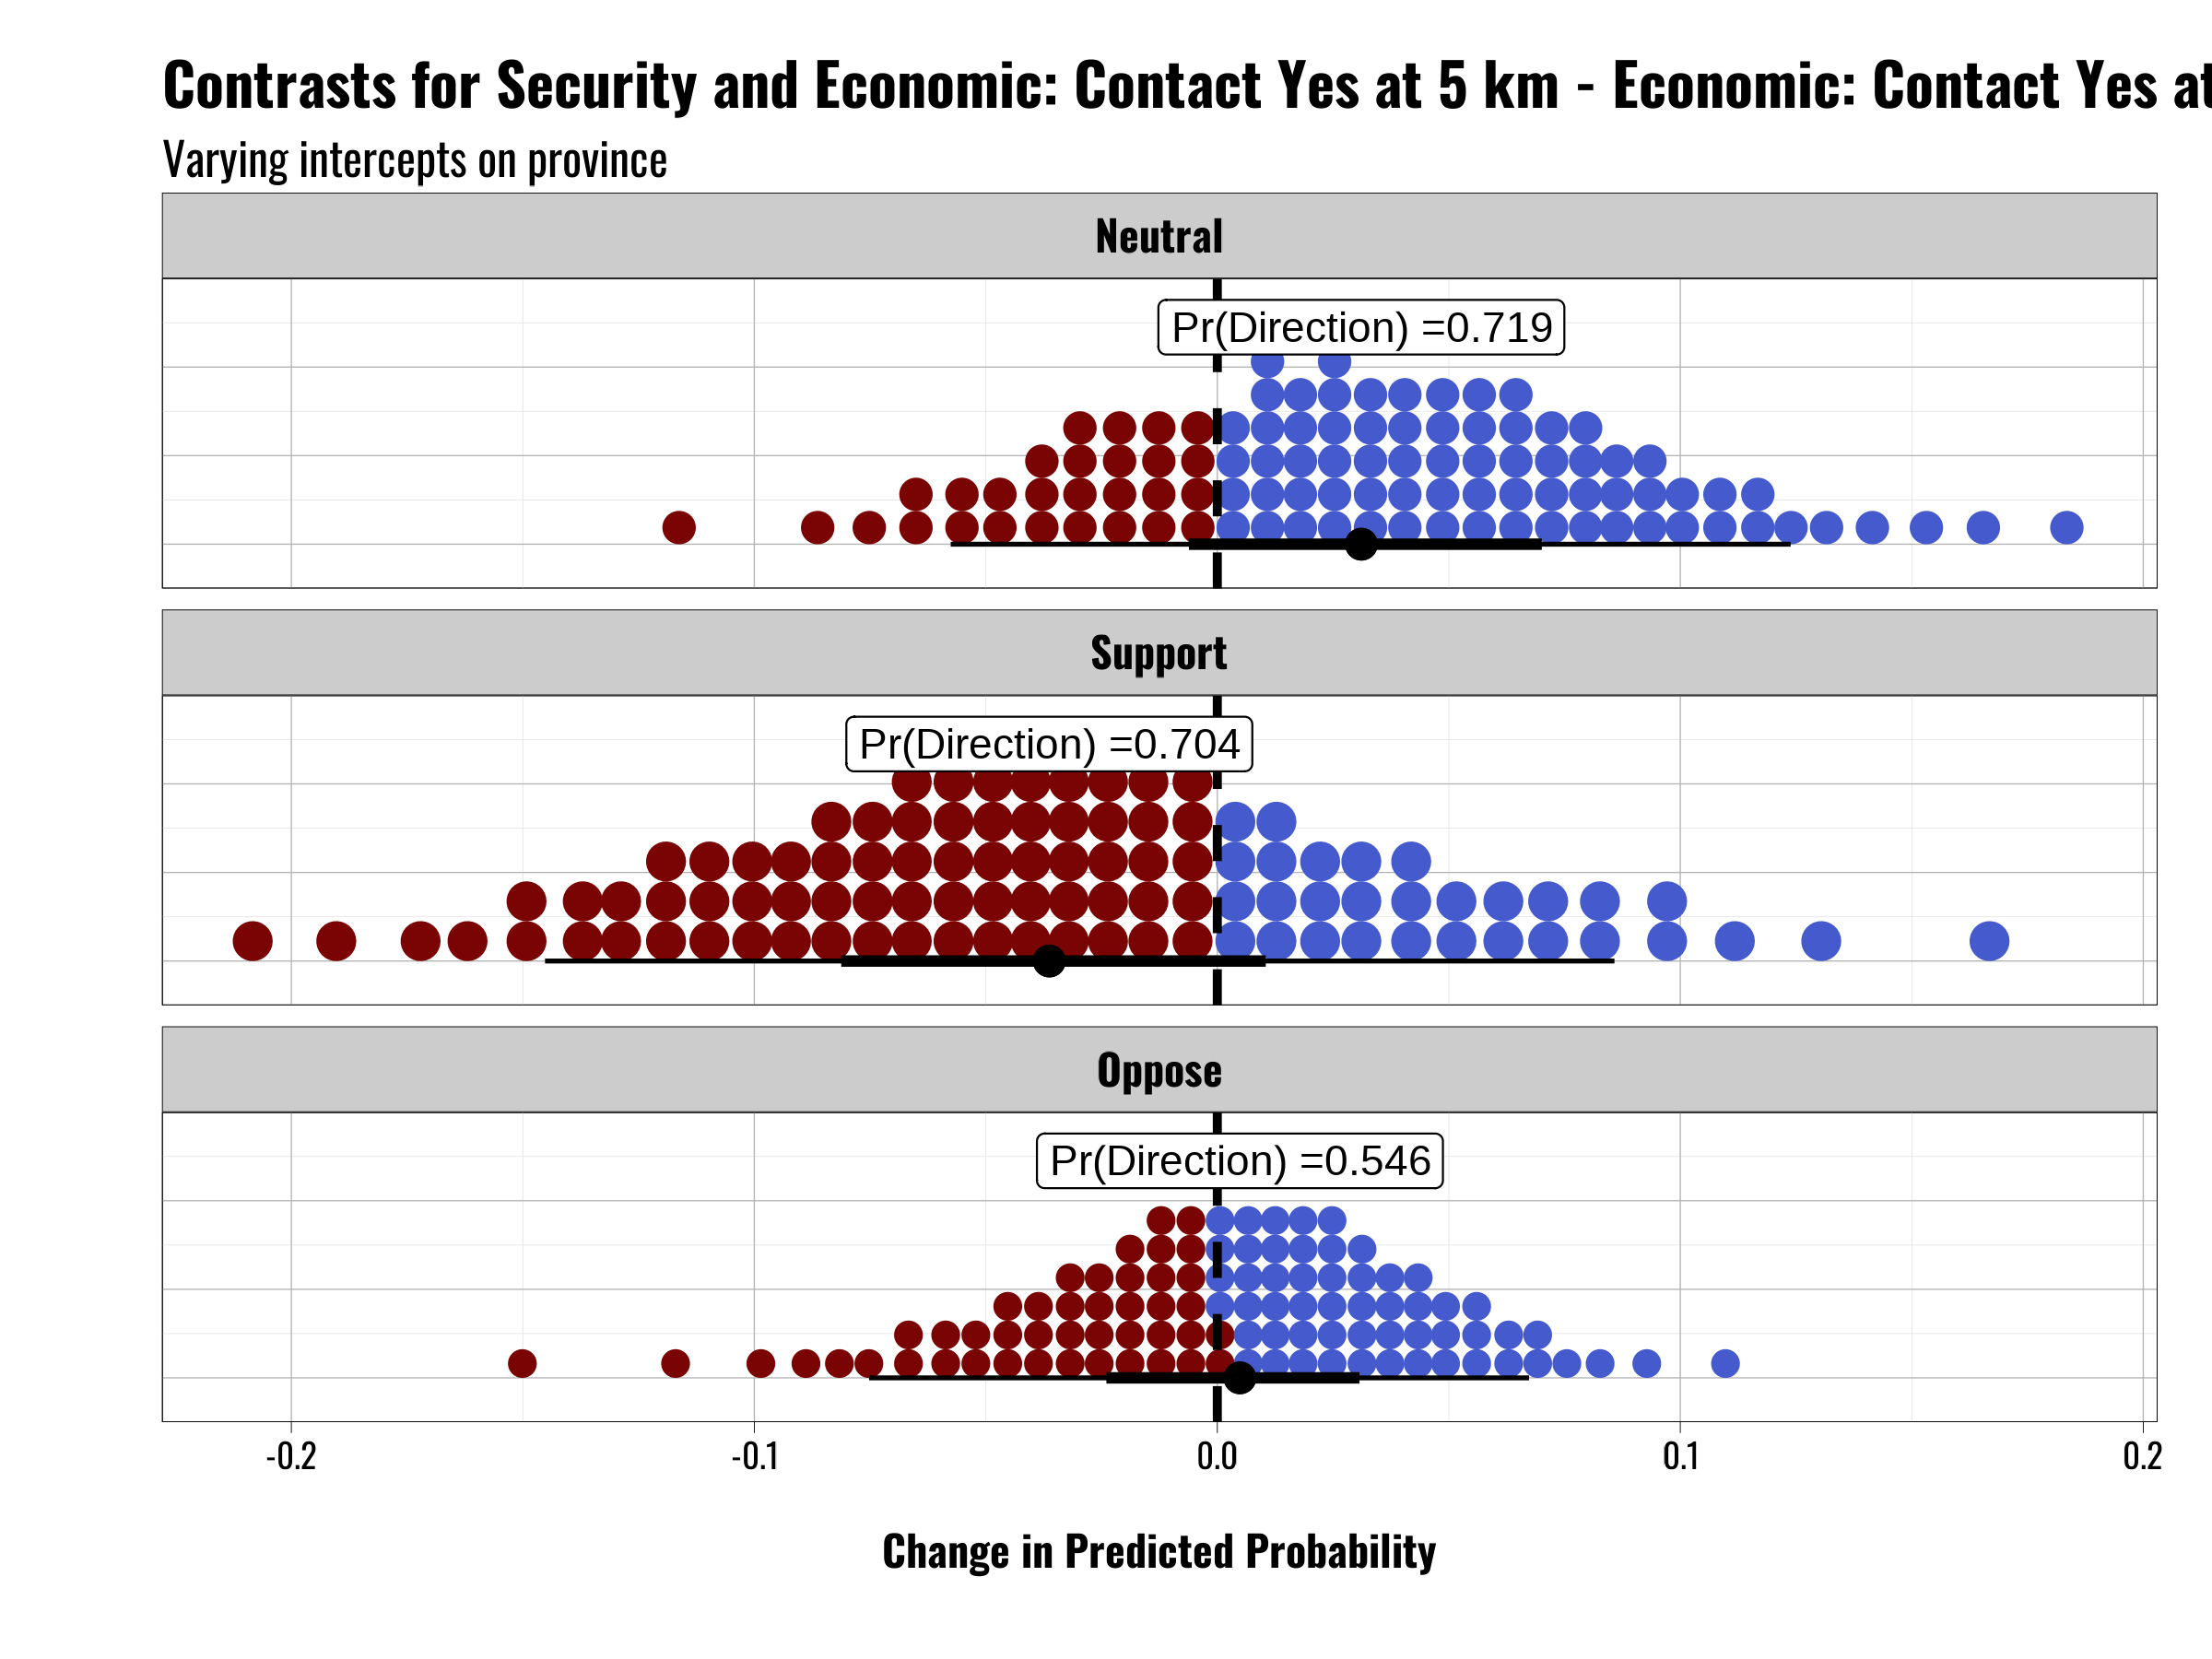 Contrasts for Security and Economic: Contact Yes at 5 km - Economic: Contact Yes at
Varying intercepts on province
Neutral
Pr(Direction) =0.719
Support
Pr(Direction) =0.704
Oppose
Pr(Direction) =0.546
-0.2 -0.1 0.0 0.1 0.2
Change in Predicted Probability